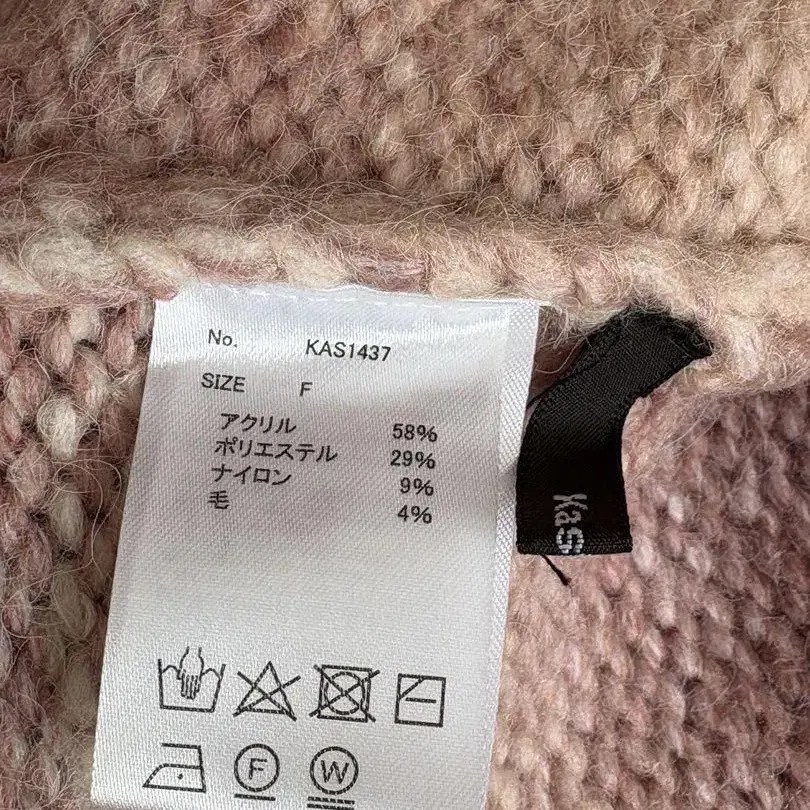 No. KAS1437
SIZE F
アクリル 58%
ポリエステル 29%
ナイロン 9%
毛 4%
F W
KaS